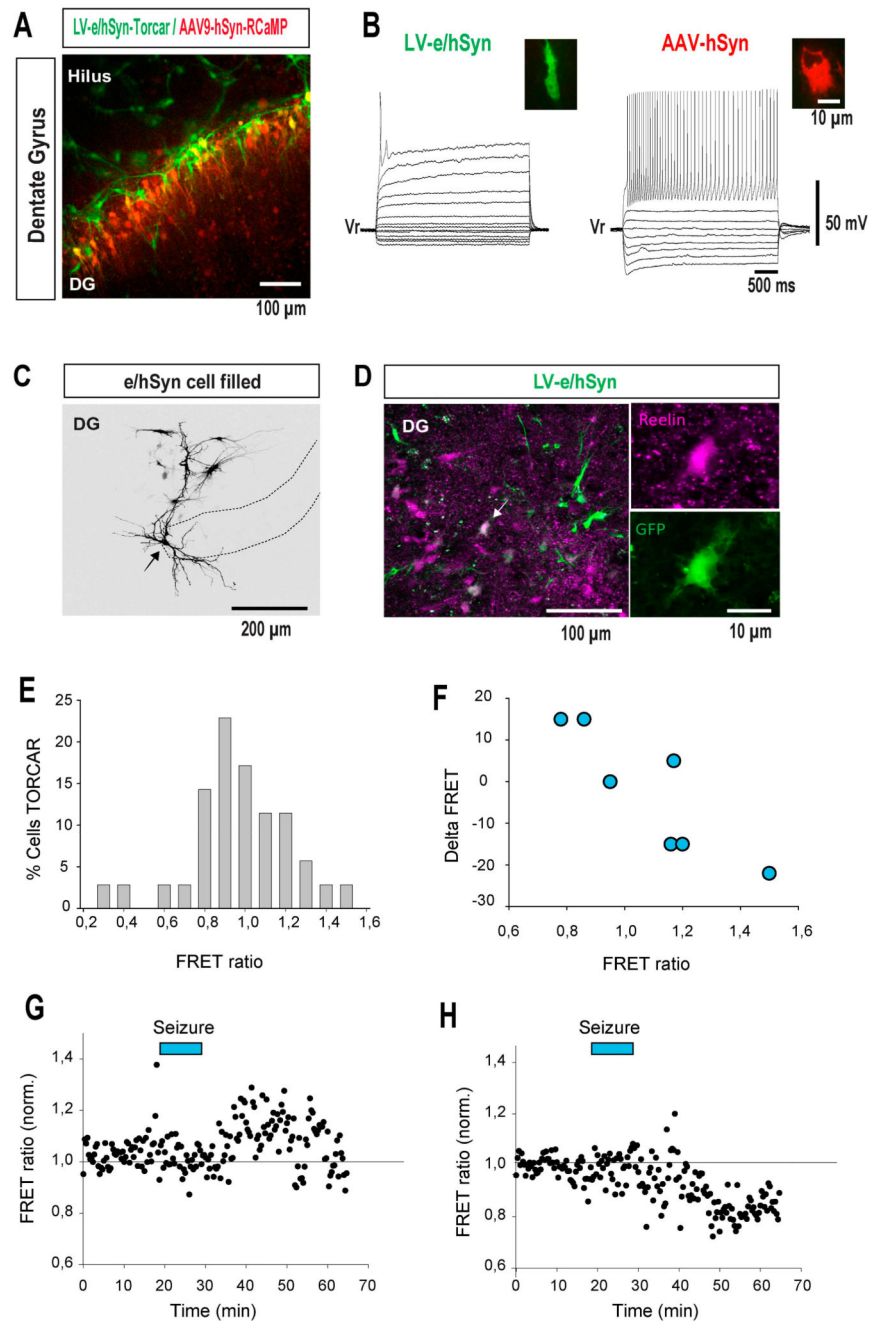 A
LV-e/hSyn-Torcar / AAV9-hSyn-RCaMP
Dentate Gyrus
Hilus
DG
100 µm
B
LV-e/hSyn
AAV-hSyn
10 µm
Vr
Vr
50 mV
500 ms
C
e/hSyn cell filled
DG
200 µm
D
LV-e/hSyn
DG
Reelin
GFP
100 µm
10 µm
E
% Cells TORCAR
25
20
15
10
5
0
0,2 0,4 0,6 0,8 1,0 1,2 1,4 1,6
FRET ratio
F
Delta FRET
20
10
0
-10
-20
-30
0,6 0,8 1,0 1,2 1,4 1,6
FRET ratio
G
Seizure
FRET ratio (norm.)
1,4
1,2
1,0
0,8
0,6
0 10 20 30 40 50 60 70
Time (min)
H
Seizure
FRET ratio (norm.)
1,4
1,2
1,0
0,8
0,6
0 10 20 30 40 50 60 70
Time (min)